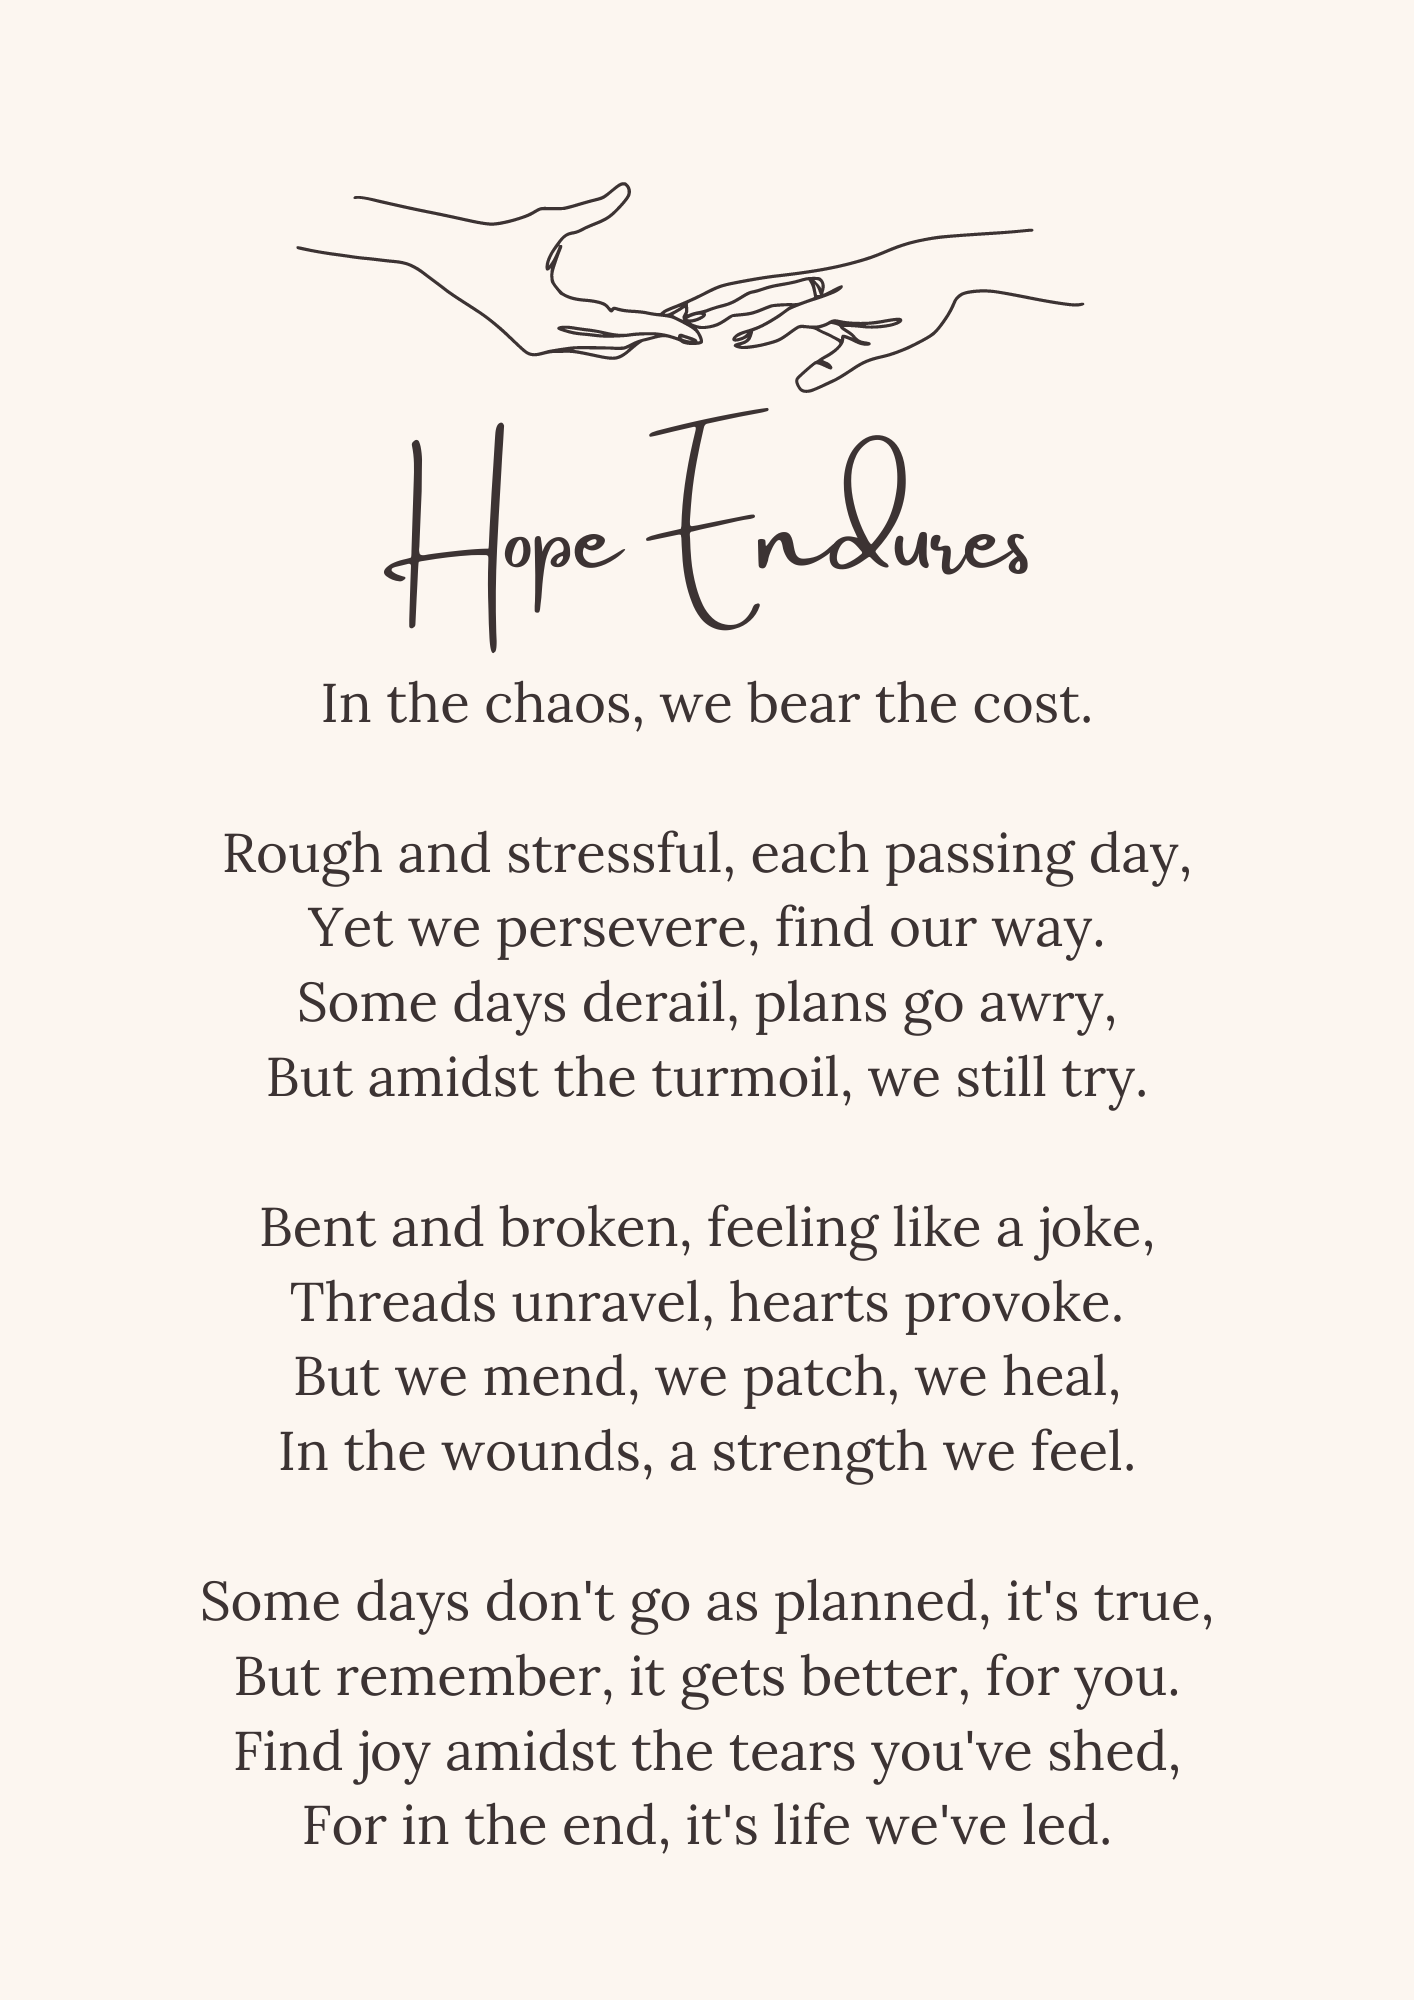 Hope Endures
In the chaos, we bear the cost.
Rough and stressful, each passing day,
Yet we persevere, find our way.
Some days derail, plans go awry,
But amidst the turmoil, we still try.
Bent and broken, feeling like a joke,
Threads unravel, hearts provoke.
But we mend, we patch, we heal,
In the wounds, a strength we feel.
Some days don't go as planned, it's true,
But remember, it gets better, for you.
Find joy amidst the tears you've shed,
For in the end, it's life we've led.